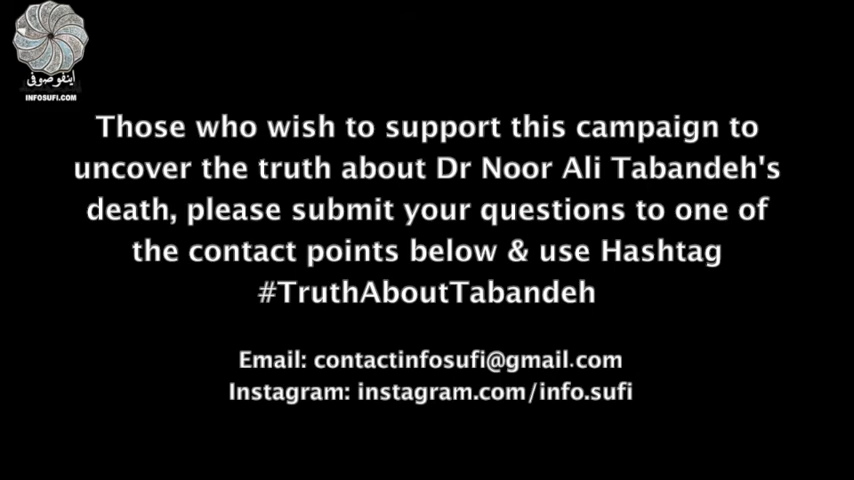 اینفوصوفی
INFOSUFI.COM
Those who wish to support this campaign to
uncover the truth about Dr Noor Ali Tabandeh's
death, please submit your questions to one of
the contact points below & use Hashtag
#TruthAboutTabandeh
Email: contactinfosufi@gmail.com
Instagram: instagram.com/info.sufi